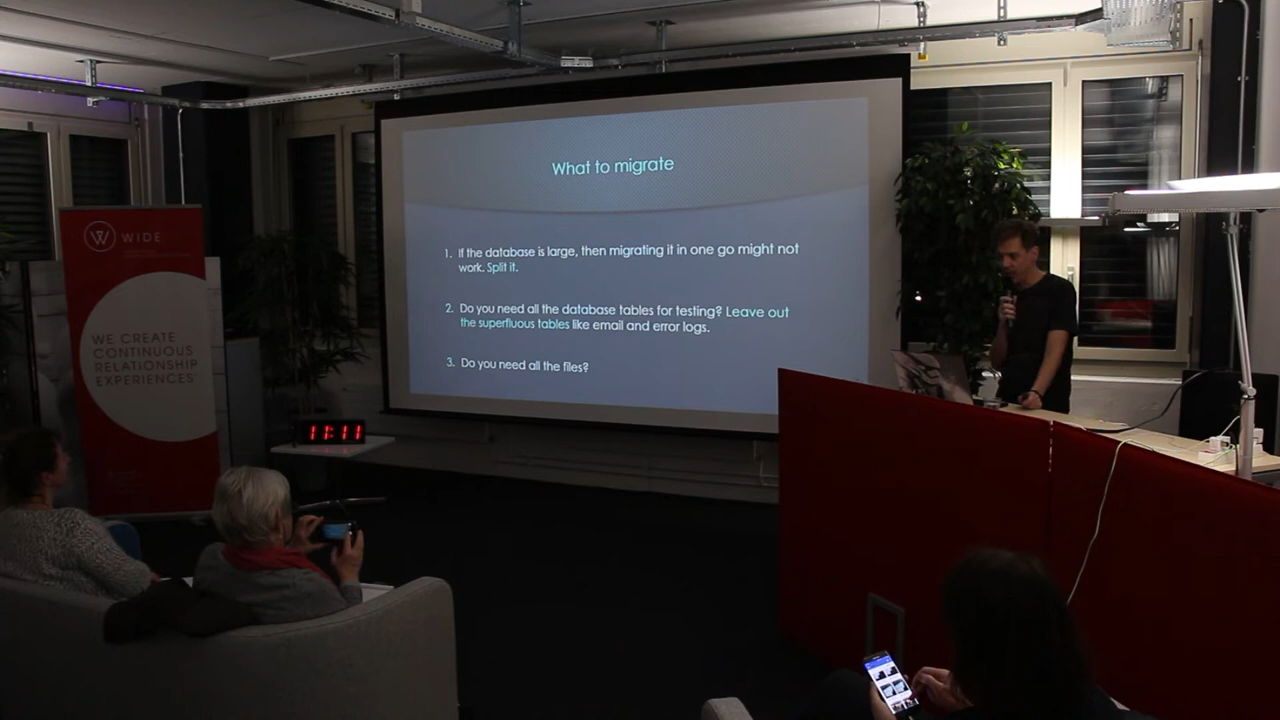 What to migrate
1. If the database is large, then migrating it in one go might not
work. Split it.
2. Do you need all the database tables for testing? Leave out
the superfluous tables like email and error logs.
3. Do you need all the files?
W WIDE
WE CREATE
CONTINUOUS
RELATIONSHIP
EXPERIENCES
11:11